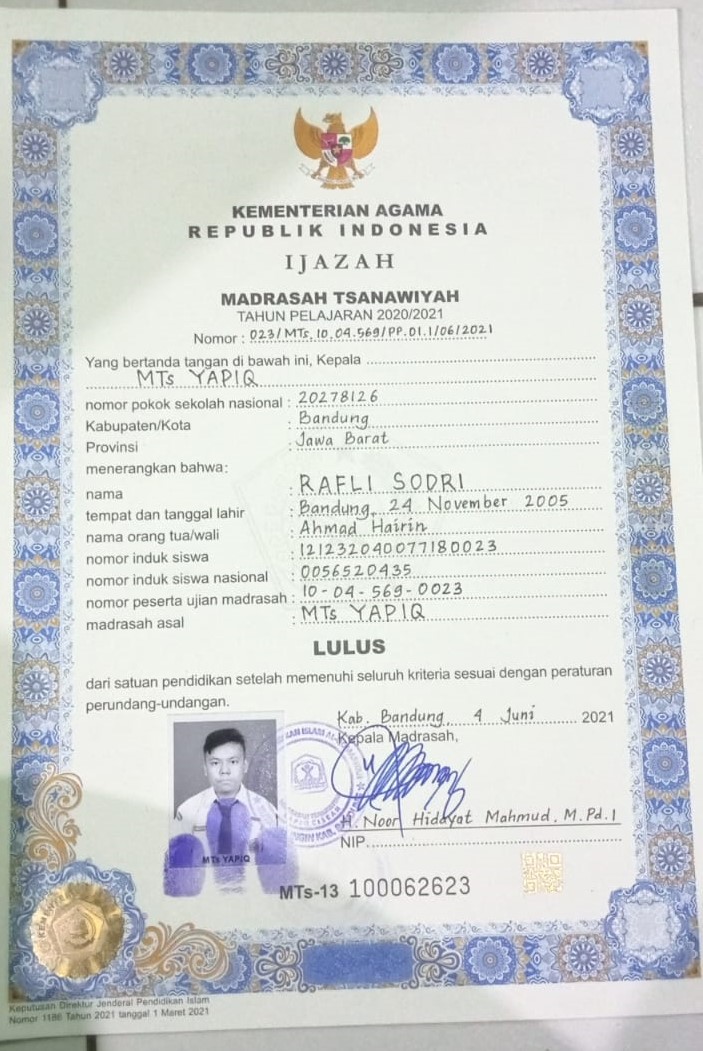 KEMENTERIAN AGAMA
REPUBLIK INDONESIA
IJAZAH
MADRASAH TSANAWIYAH
TAHUN PELAJARAN 2020/2021
Nomor : 023/MTs.10.04.569/PP.01.1/06/2021
Yang bertanda tangan di bawah ini, Kepala
MTs YAPIQ
nomor pokok sekolah nasional : 20278126
Kabupaten/Kota : Bandung
Provinsi : Jawa Barat
menerangkan bahwa:
nama : RAFLI SODRI
tempat dan tanggal lahir : Bandung, 24 November 2005
nama orang tua/wali : Ahmad Hairin
nomor induk siswa : 121232040077180023
nomor induk siswa nasional : 0056520435
nomor peserta ujian madrasah : 10-04-569-0023
madrasah asal : MTs YAPIQ
LULUS
dari satuan pendidikan setelah memenuhi seluruh kriteria sesuai dengan peraturan
perundang-undangan.
Kab. Bandung, 4 Juni 2021
Kepala Madrasah,
H. Noor Hidayat Mahmud, M.Pd.I
NIP.
MTs YAPIQ
MTs-13 100062623
Keputusan Direktur Jenderal Pendidikan Islam
Nomor 1186 Tahun 2021 tanggal 1 Maret 2021